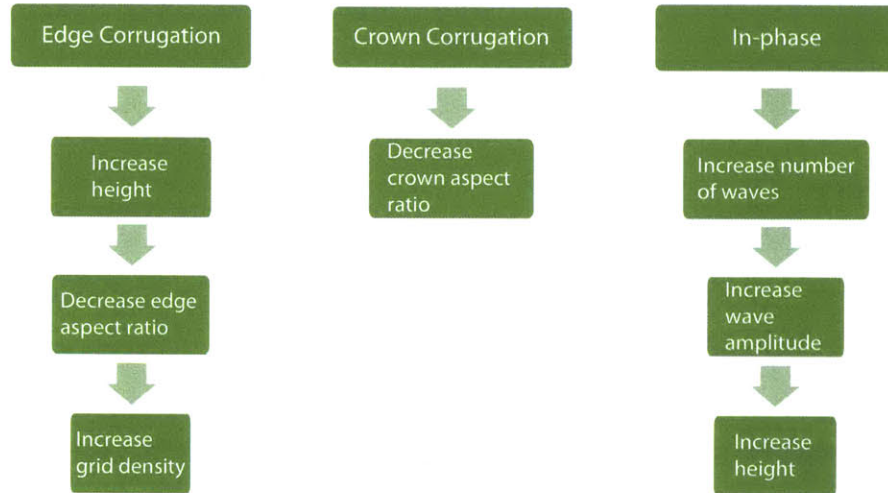 Edge Corrugation
Increase
height
Decrease edge
aspect ratio
Increase
grid density
Crown Corrugation
Decrease
crown aspect
ratio
In-phase
Increase number
of waves
Increase
wave
amplitude
Increase
height